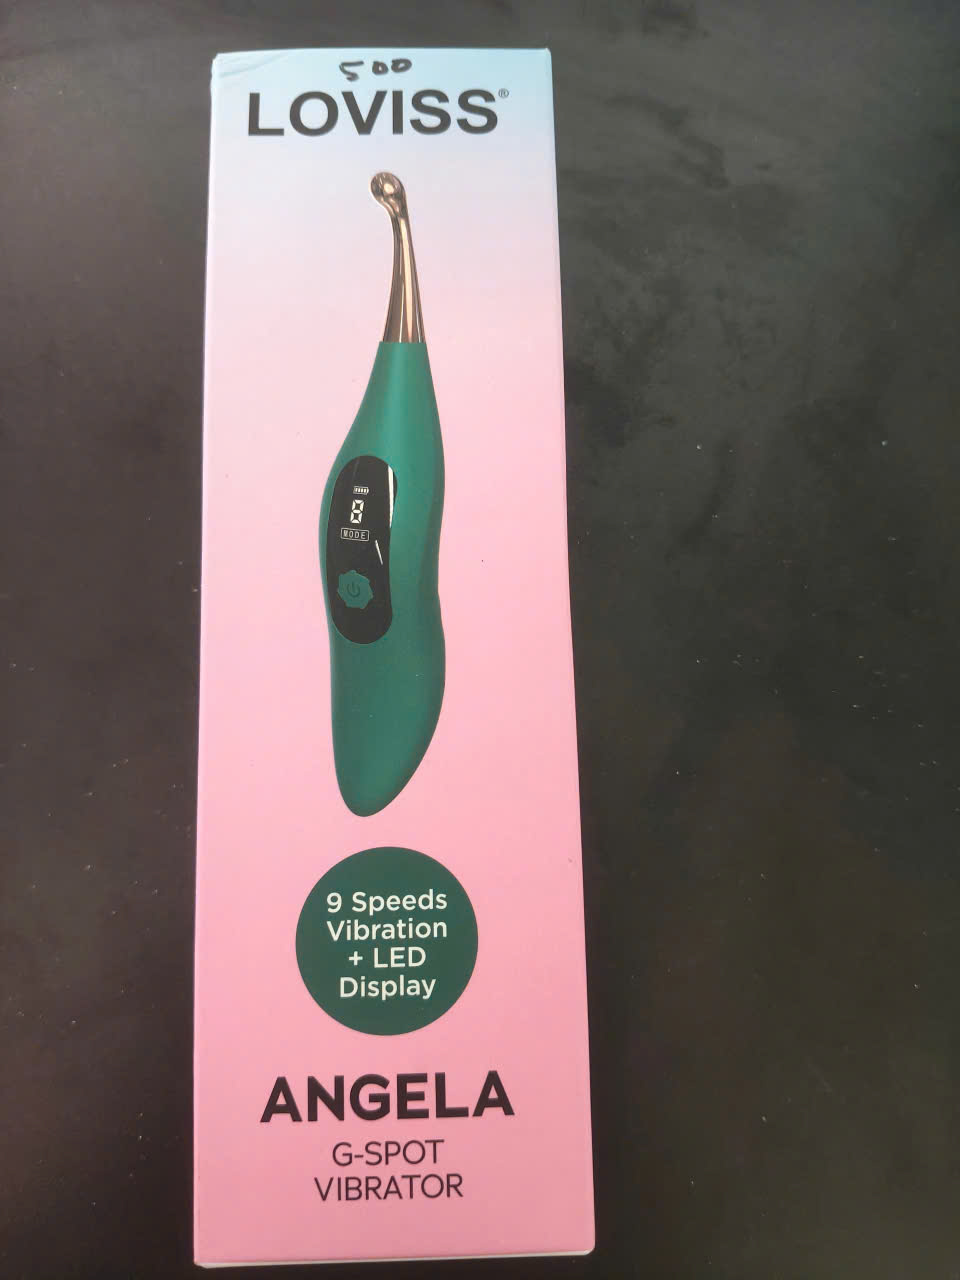 500
LOVISS®
8
MODE
9 Speeds
Vibration
+ LED
Display
ANGELA
G-SPOT
VIBRATOR